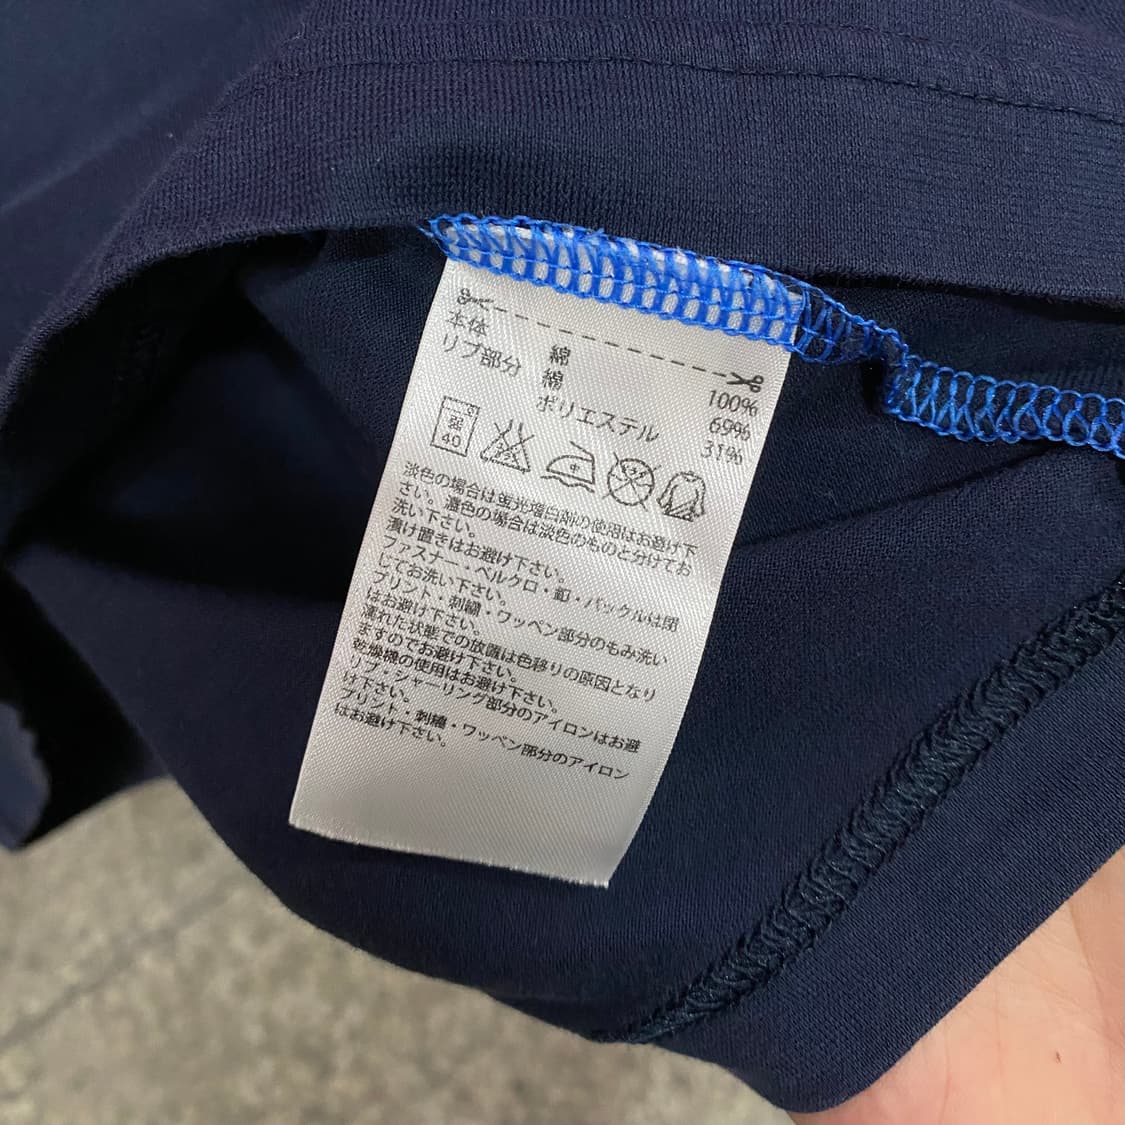 本体 綿 100%
リブ部分 綿 69%
ポリエステル 31%
弱 40
淡色の場合は蛍光増白剤の使用はお避け下
さい。濃色の場合は淡色のものと分けてお
洗い下さい。
漬け置きはお避け下さい。
ファスナー・ベルクロ・釦・バックルは閉
じてお洗い下さい。
プリント・刺繍・ワッペン部分のもみ洗い
はお避け下さい。
濡れた状態での放置は色移りの原因となり
ますのでお避け下さい。
乾燥機の使用はお避け下さい。
リブ・シャーリング部分のアイロンはお避
け下さい。
プリント・刺繍・ワッペン部分のアイロン
はお避け下さい。